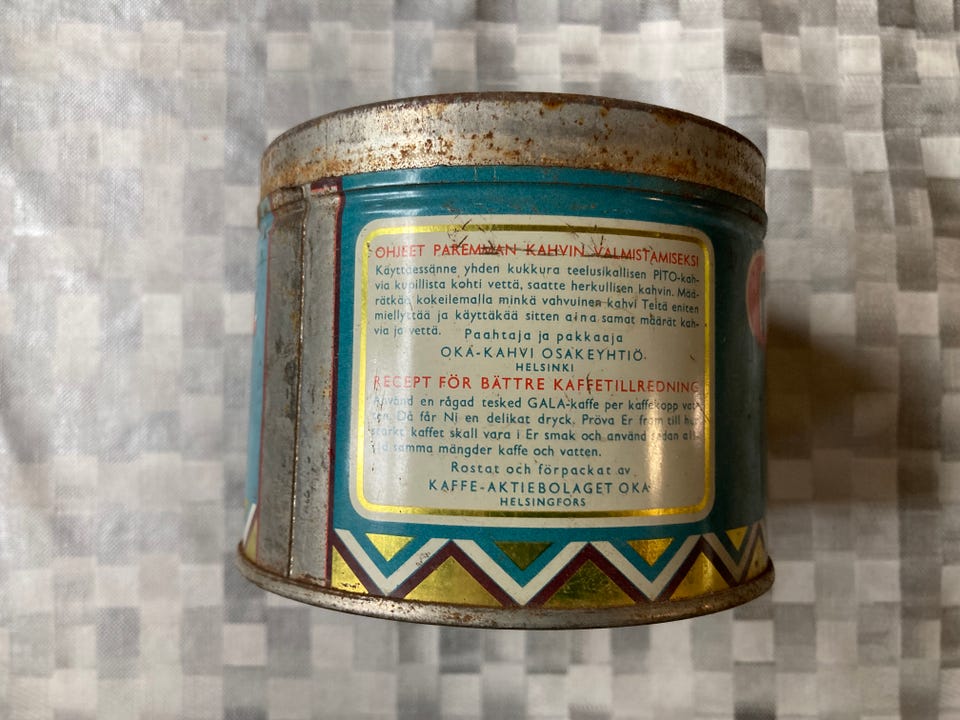 OHJEET PAREMMAN KAHVIN VALMISTAMISEKSI
Käyttäessänne yhden kukkura teelusikallisen PITO-kah-
via kupillista kohti vettä, saatte herkullisen kahvin. Mää-
rätkää kokeilemalla minkä vahvuinen kahvi Teitä eniten
miellyttää ja käyttäkää sitten aina samat määrät kah-
via ja vettä.
Paahtaja ja pakkaaja
OKA-KAHVI OSAKEYHTIÖ
HELSINKI
RECEPT FÖR BÄTTRE KAFFETILLREDNING
Använd en rågad tesked GALA-kaffe per kaffekopp vat-
ten. Då får Ni en delikat dryck. Pröva Er fram till hur
starkt kaffet skall vara i Er smak och använd sedan
samma mängder kaffe och vatten.
Rostat och förpackat av
KAFFE-AKTIEBOLAGET OKA
HELSINGFORS